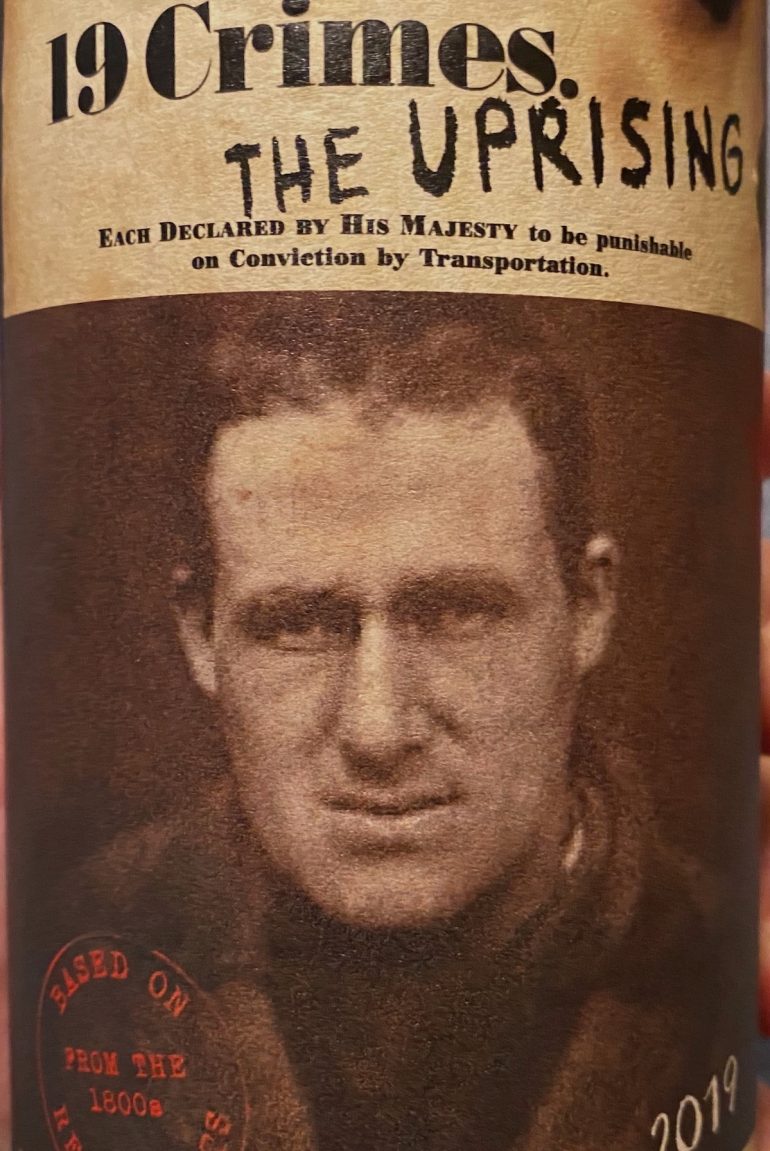 19 Crimes.
THE UPRISING
EACH DECLARED BY HIS MAJESTY to be punishable
on Conviction by Transportation.
BASED ON
FROM THE
1800s
2019